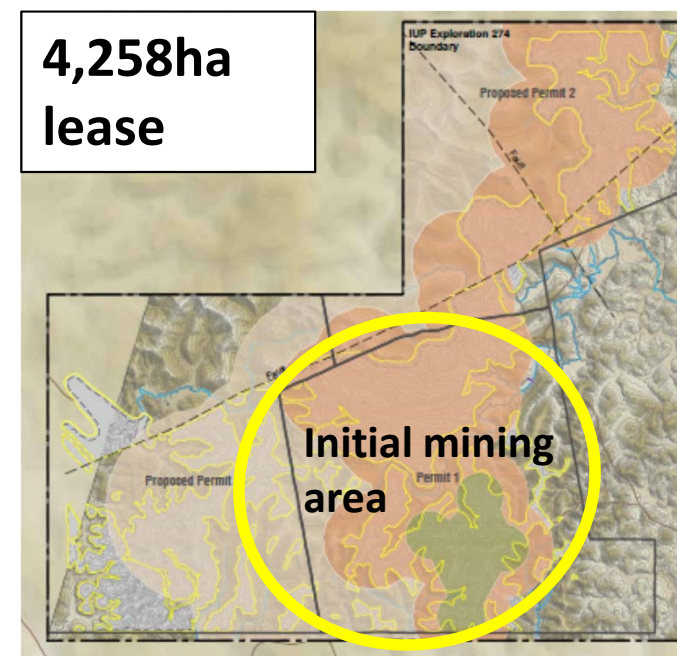 4,258ha
lease
IUP Exploration 274
Boundary
Proposed Permit 2
Fault
Fault
Initial mining
area
Permit 1
Proposed Permit